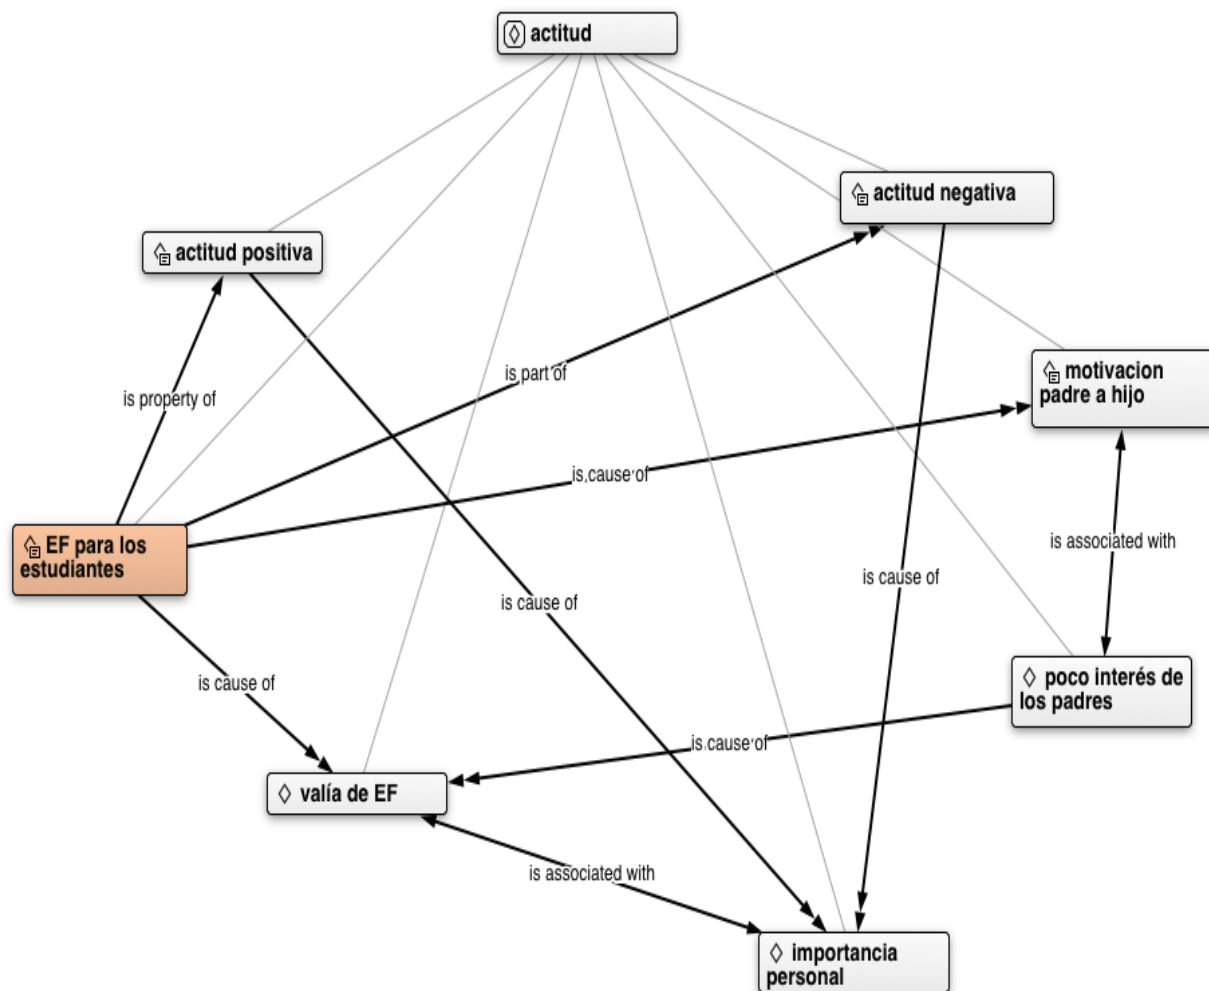 actitud
actitud negativa
actitud positiva
motivacion
padre a hijo
is part of
is property of
is cause of
EF para los
estudiantes
is associated with
is cause of
is cause of
poco interés de
los padres
is cause of
is cause of
valía de EF
is associated with
importancia
personal